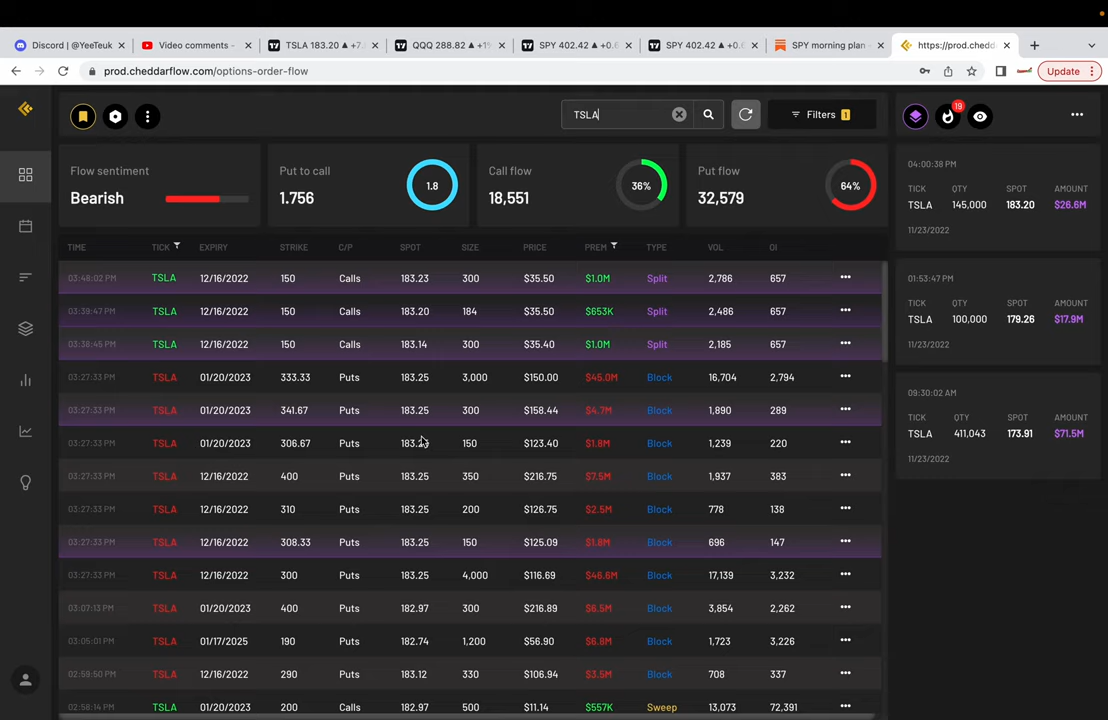 Discord | @YeeTeuk
Video comments -
TSLA 183.20 ▲ +7.
QQQ 288.82 ▲ +1
SPY 402.42 ▲ +0.
SPY 402.42 ▲ +0.
SPY morning plan -
https://prod.chedd
prod.cheddarflow.com/options-order-flow
Update
TSLA
Filters 1
19
Flow sentiment
Bearish
Put to call
1.756
1.8
Call flow
18,551
36%
Put flow
32,579
64%
TIME TICK EXPIRY STRIKE C/P SPOT SIZE PRICE PREM TYPE VOL OI
03:48:02 PM TSLA 12/16/2022 150 Calls 183.23 300 $35.50 $1.0M Split 2,786 657
03:39:47 PM TSLA 12/16/2022 150 Calls 183.20 184 $35.50 $653K Split 2,486 657
03:38:45 PM TSLA 12/16/2022 150 Calls 183.14 300 $35.40 $1.0M Split 2,185 657
03:27:33 PM TSLA 01/20/2023 333.33 Puts 183.25 3,000 $150.00 $45.0M Block 16,704 2,794
03:27:33 PM TSLA 01/20/2023 341.67 Puts 183.25 300 $158.44 $4.7M Block 1,890 289
03:27:33 PM TSLA 01/20/2023 306.67 Puts 150 $123.40 $1.8M Block 1,239 220
03:27:33 PM TSLA 12/16/2022 400 Puts 183.25 350 $216.75 $7.5M Block 1,937 383
03:27:33 PM TSLA 12/16/2022 310 Puts 183.25 200 $126.75 $2.5M Block 778 138
03:27:33 PM TSLA 12/16/2022 308.33 Puts 183.25 150 $125.09 $1.8M Block 696 147
03:27:33 PM TSLA 12/16/2022 300 Puts 183.25 4,000 $116.69 $46.6M Block 17,139 3,232
03:07:13 PM TSLA 01/20/2023 400 Puts 182.97 300 $216.89 $6.5M Block 3,854 2,262
03:05:01 PM TSLA 01/17/2025 190 Puts 182.74 1,200 $56.90 $6.8M Block 1,723 3,226
02:59:50 PM TSLA 12/16/2022 290 Puts 183.12 330 $106.94 $3.5M Block 708 337
02:58:14 PM TSLA 01/20/2023 200 Calls 182.97 500 $11.14 $557K Sweep 13,073 72,391
04:00:38 PM
TICK QTY SPOT AMOUNT
TSLA 145,000 183.20 $26.6M
11/23/2022
01:53:47 PM
TICK QTY SPOT AMOUNT
TSLA 100,000 179.26 $17.9M
11/23/2022
09:30:02 AM
TICK QTY SPOT AMOUNT
TSLA 411,043 173.91 $71.5M
11/23/2022